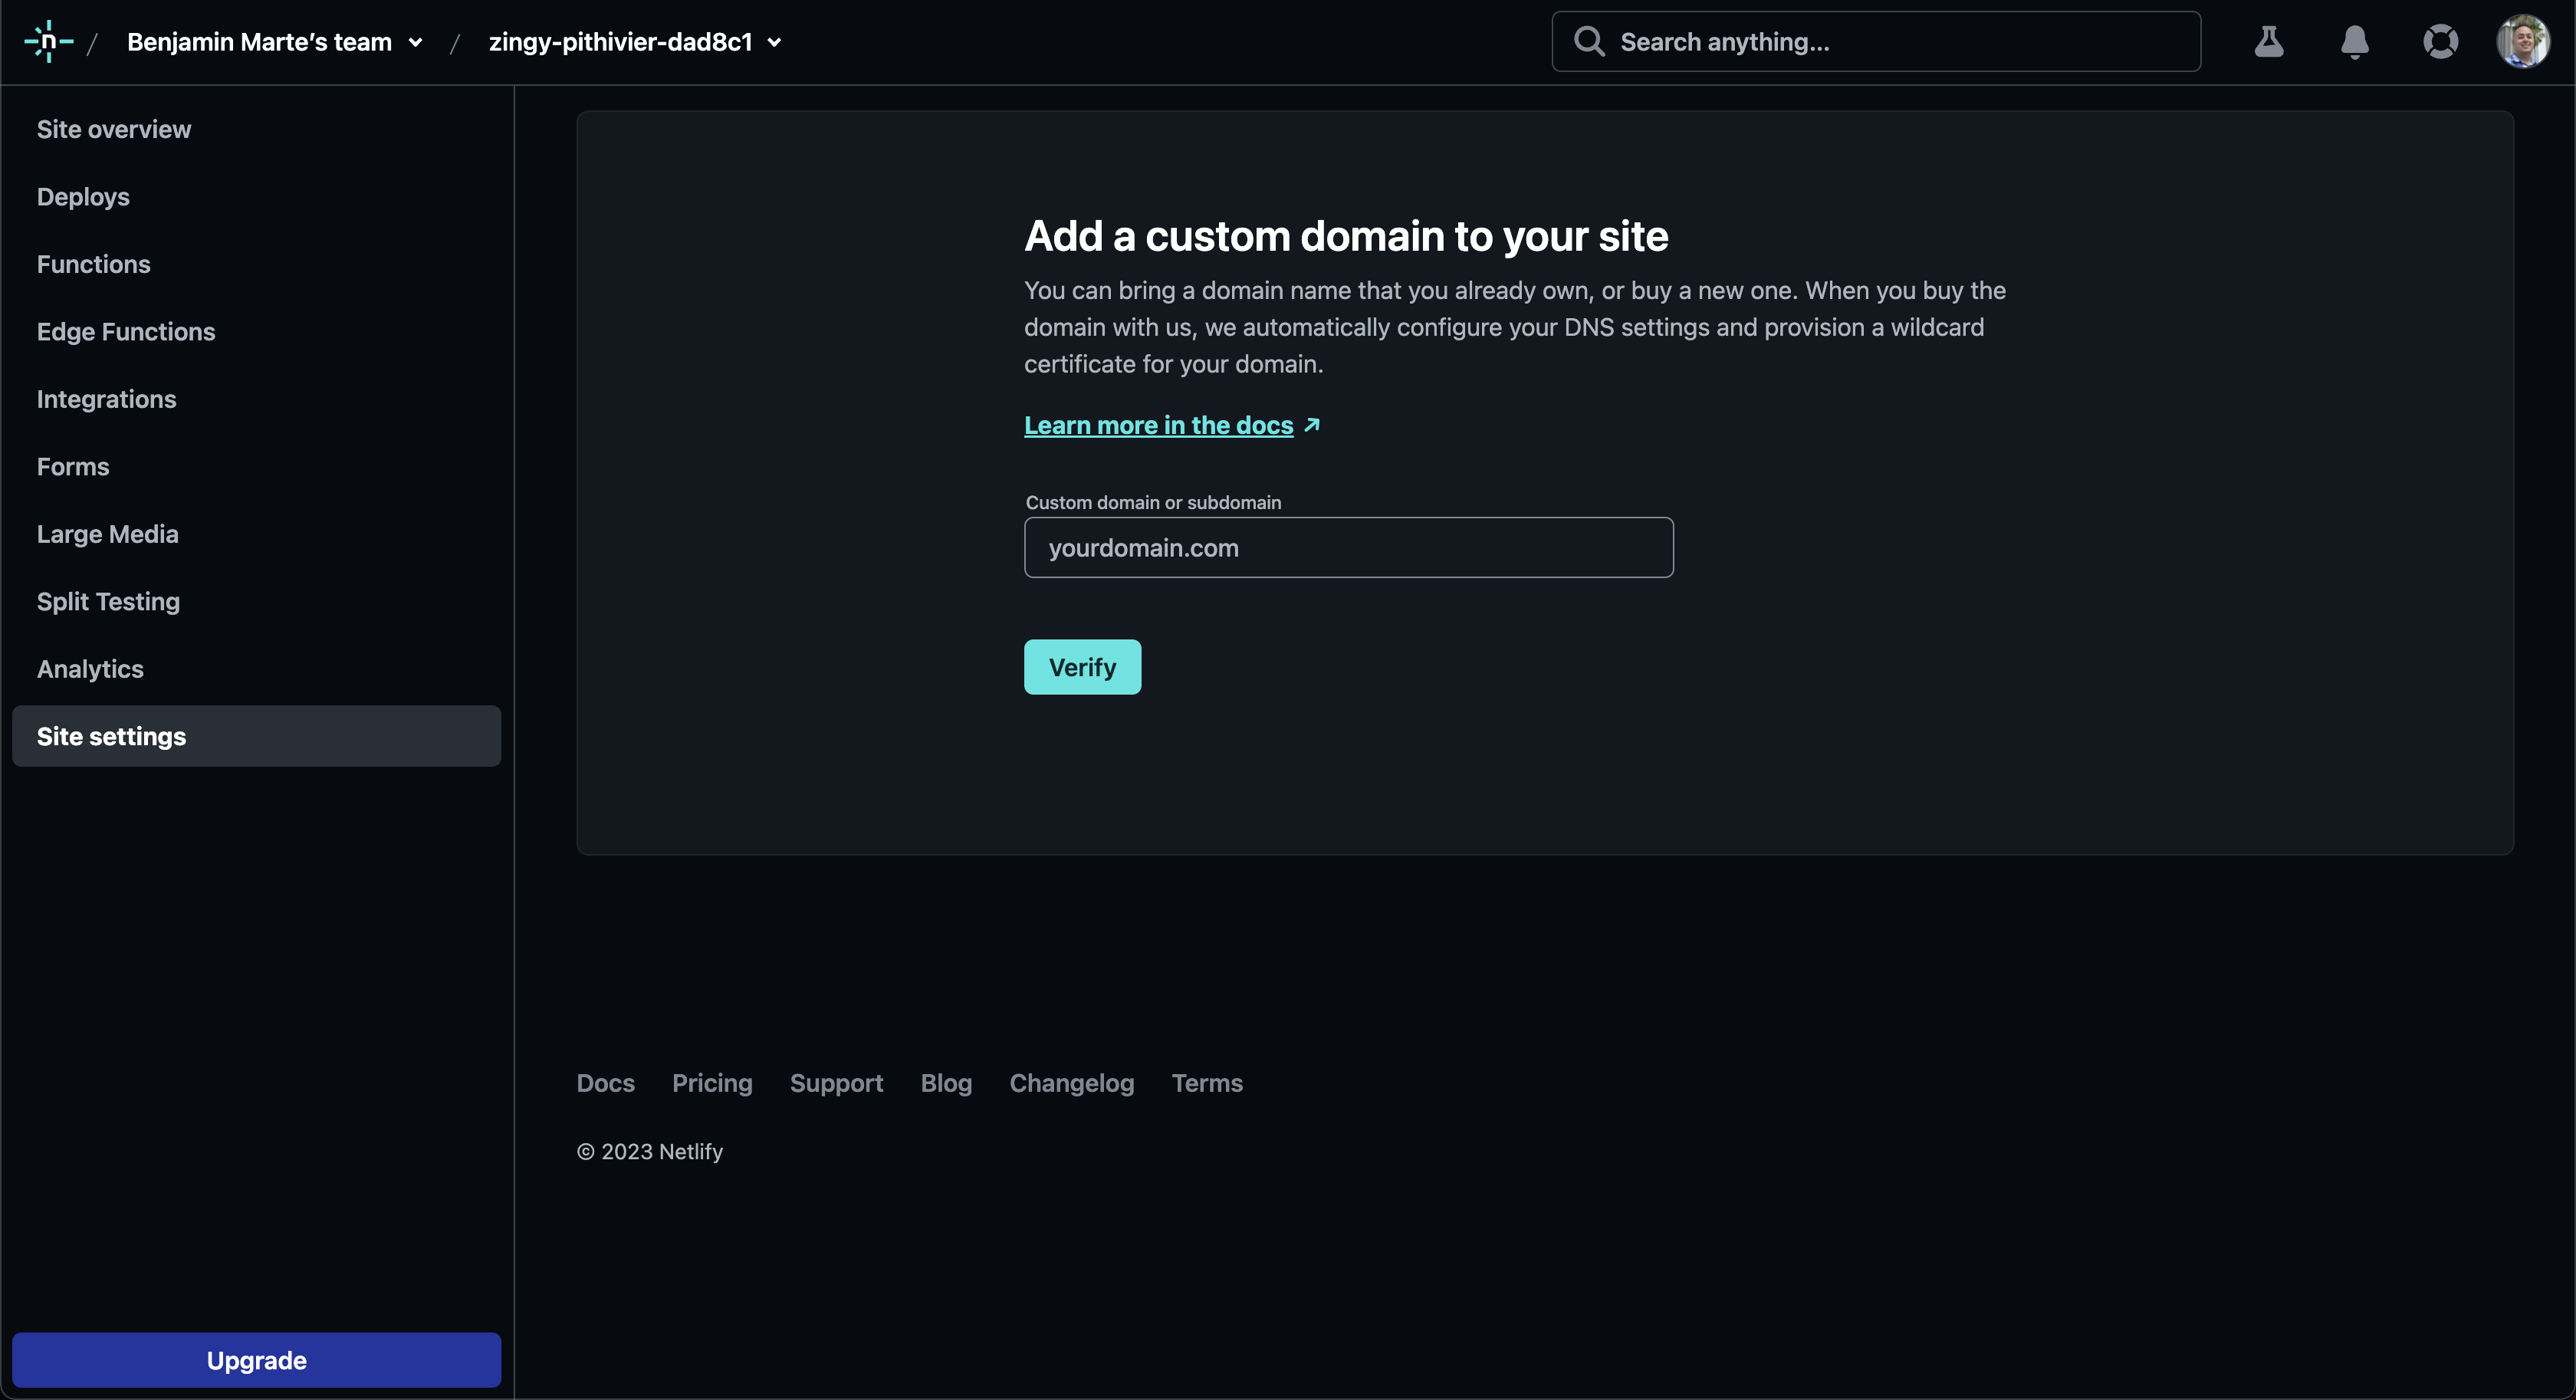 n / Benjamin Marte's team / zingy-pithivier-dad8c1
Search anything...
Site overview
Deploys
Functions
Edge Functions
Integrations
Forms
Large Media
Split Testing
Analytics
Site settings
Upgrade
Add a custom domain to your site
You can bring a domain name that you already own, or buy a new one. When you buy the
domain with us, we automatically configure your DNS settings and provision a wildcard
certificate for your domain.
Learn more in the docs
Custom domain or subdomain
yourdomain.com
Verify
Docs Pricing Support Blog Changelog Terms
© 2023 Netlify